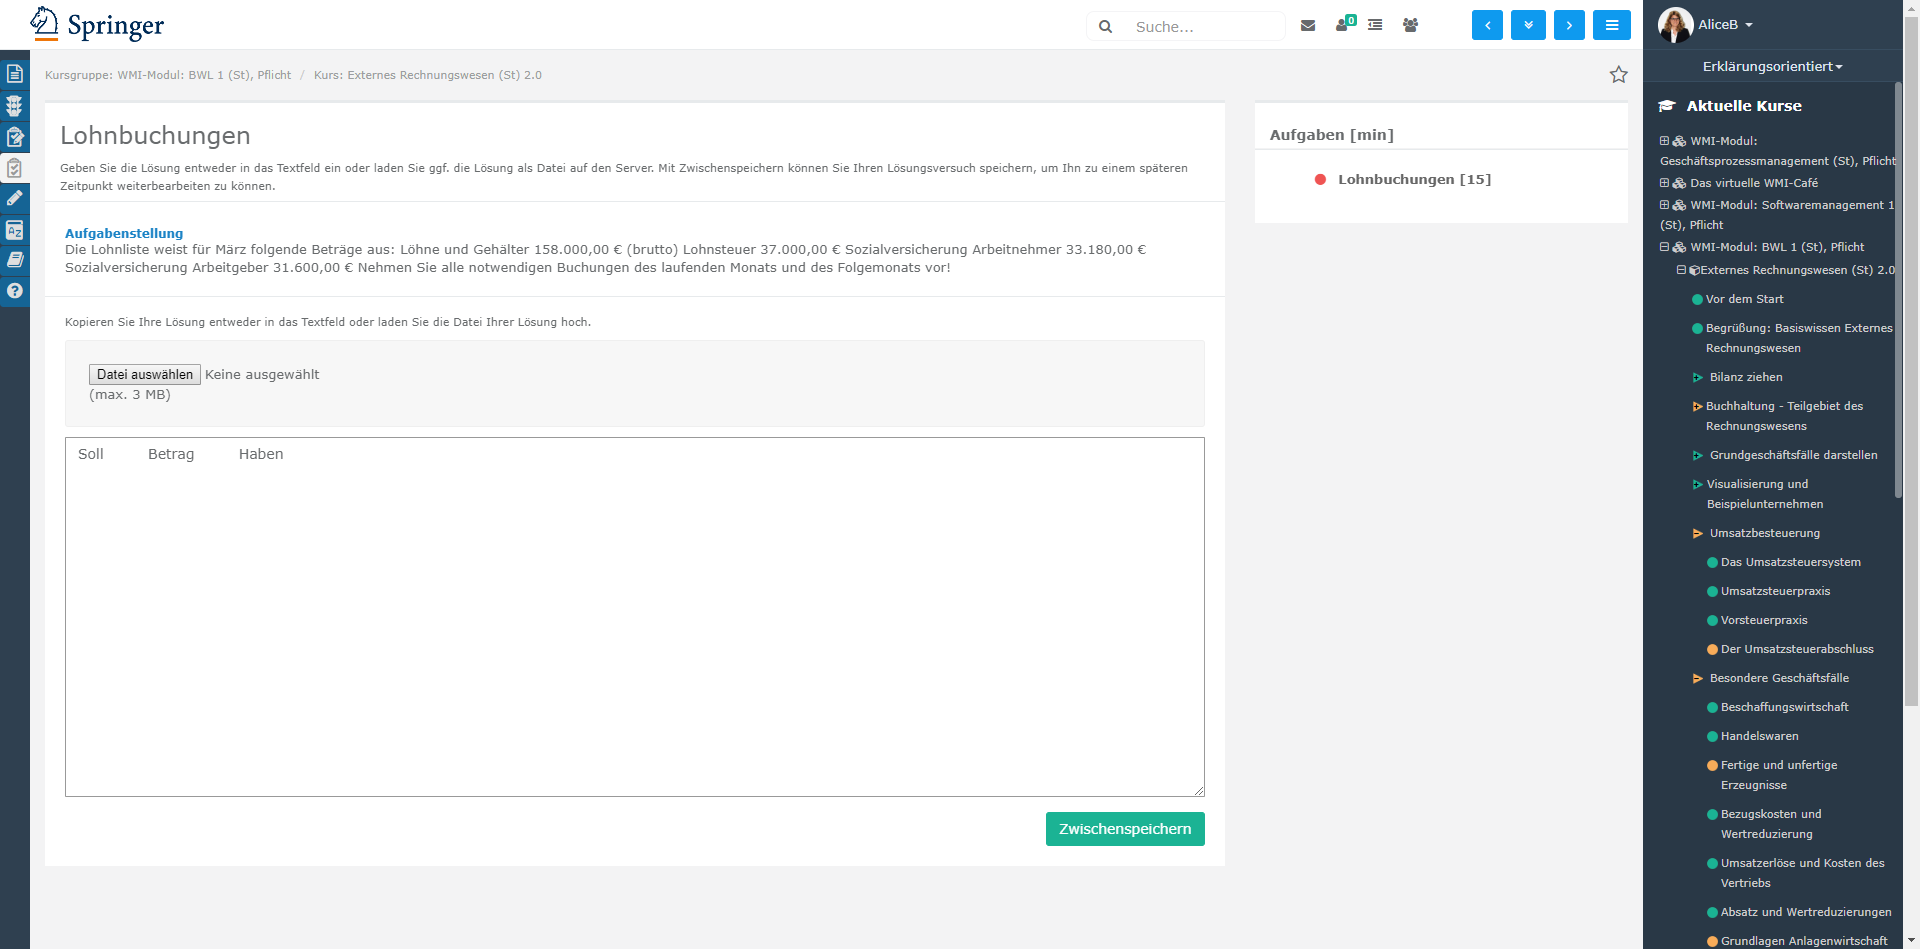 Springer
Suche...
0
AliceB
Erklärungsorientiert
Kursgruppe: WMI-Modul: BWL 1 (St), Pflicht / Kurs: Externes Rechnungswesen (St) 2.0
Lohnbuchungen
Geben Sie die Lösung entweder in das Textfeld ein oder laden Sie ggf. die Lösung als Datei auf den Server. Mit Zwischenspeichern können Sie Ihren Lösungsversuch speichern, um Ihn zu einem späteren
Zeitpunkt weiterbearbeiten zu können.
Aufgabenstellung
Die Lohnliste weist für März folgende Beträge aus: Löhne und Gehälter 158.000,00 € (brutto) Lohnsteuer 37.000,00 € Sozialversicherung Arbeitnehmer 33.180,00 €
Sozialversicherung Arbeitgeber 31.600,00 € Nehmen Sie alle notwendigen Buchungen des laufenden Monats und des Folgemonats vor!
Kopieren Sie Ihre Lösung entweder in das Textfeld oder laden Sie die Datei Ihrer Lösung hoch.
Datei auswählen Keine ausgewählt
(max. 3 MB)
Soll Betrag Haben
Zwischenspeichern
Aufgaben [min]
Lohnbuchungen [15]
Aktuelle Kurse
WMI-Modul:
Geschäftsprozessmanagement (St), Pflicht
Das virtuelle WMI-Café
WMI-Modul: Softwaremanagement 1
(St), Pflicht
WMI-Modul: BWL 1 (St), Pflicht
Externes Rechnungswesen (St) 2.0
Vor dem Start
Begrüßung: Basiswissen Externes
Rechnungswesen
Bilanz ziehen
Buchhaltung - Teilgebiet des
Rechnungswesens
Grundgeschäftsfälle darstellen
Visualisierung und
Beispielunternehmen
Umsatzbesteuerung
Das Umsatzsteuersystem
Umsatzsteuerpraxis
Vorsteuerpraxis
Der Umsatzsteuerabschluss
Besondere Geschäftsfälle
Beschaffungswirtschaft
Handelswaren
Fertige und unfertige
Erzeugnisse
Bezugskosten und
Wertreduzierung
Umsatzerlöse und Kosten des
Vertriebs
Absatz und Wertreduzierungen
Grundlagen Anlagenwirtschaft